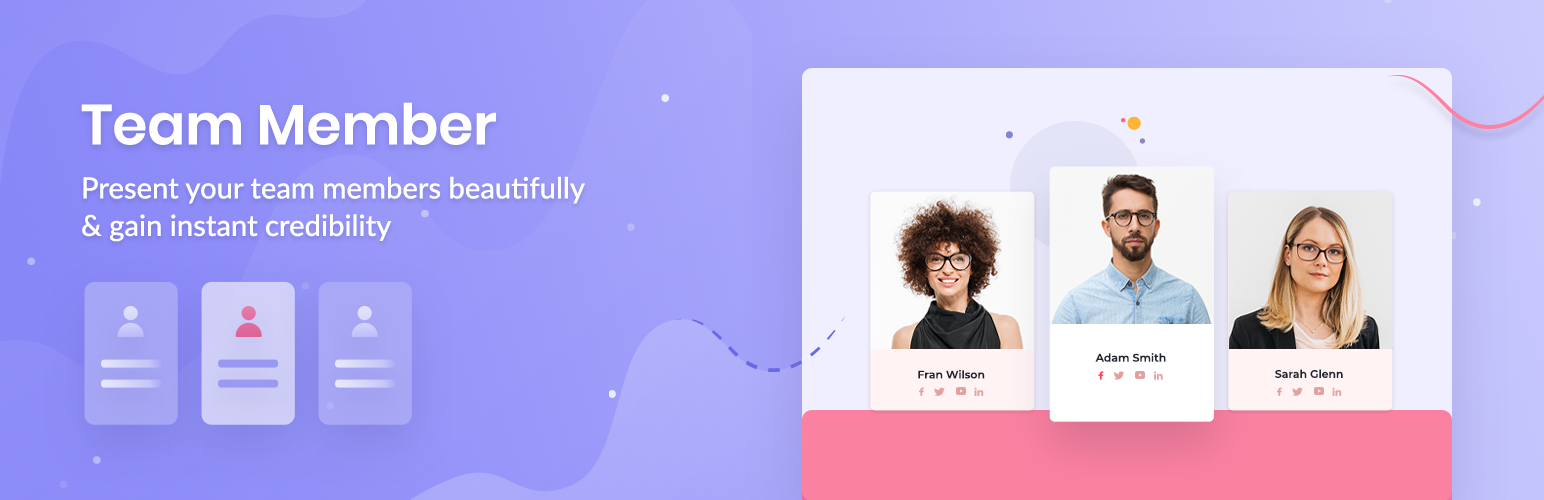 Team Member
Present your team members beautifully
& gain instant credibility
Fran Wilson
Adam Smith
Sarah Glenn